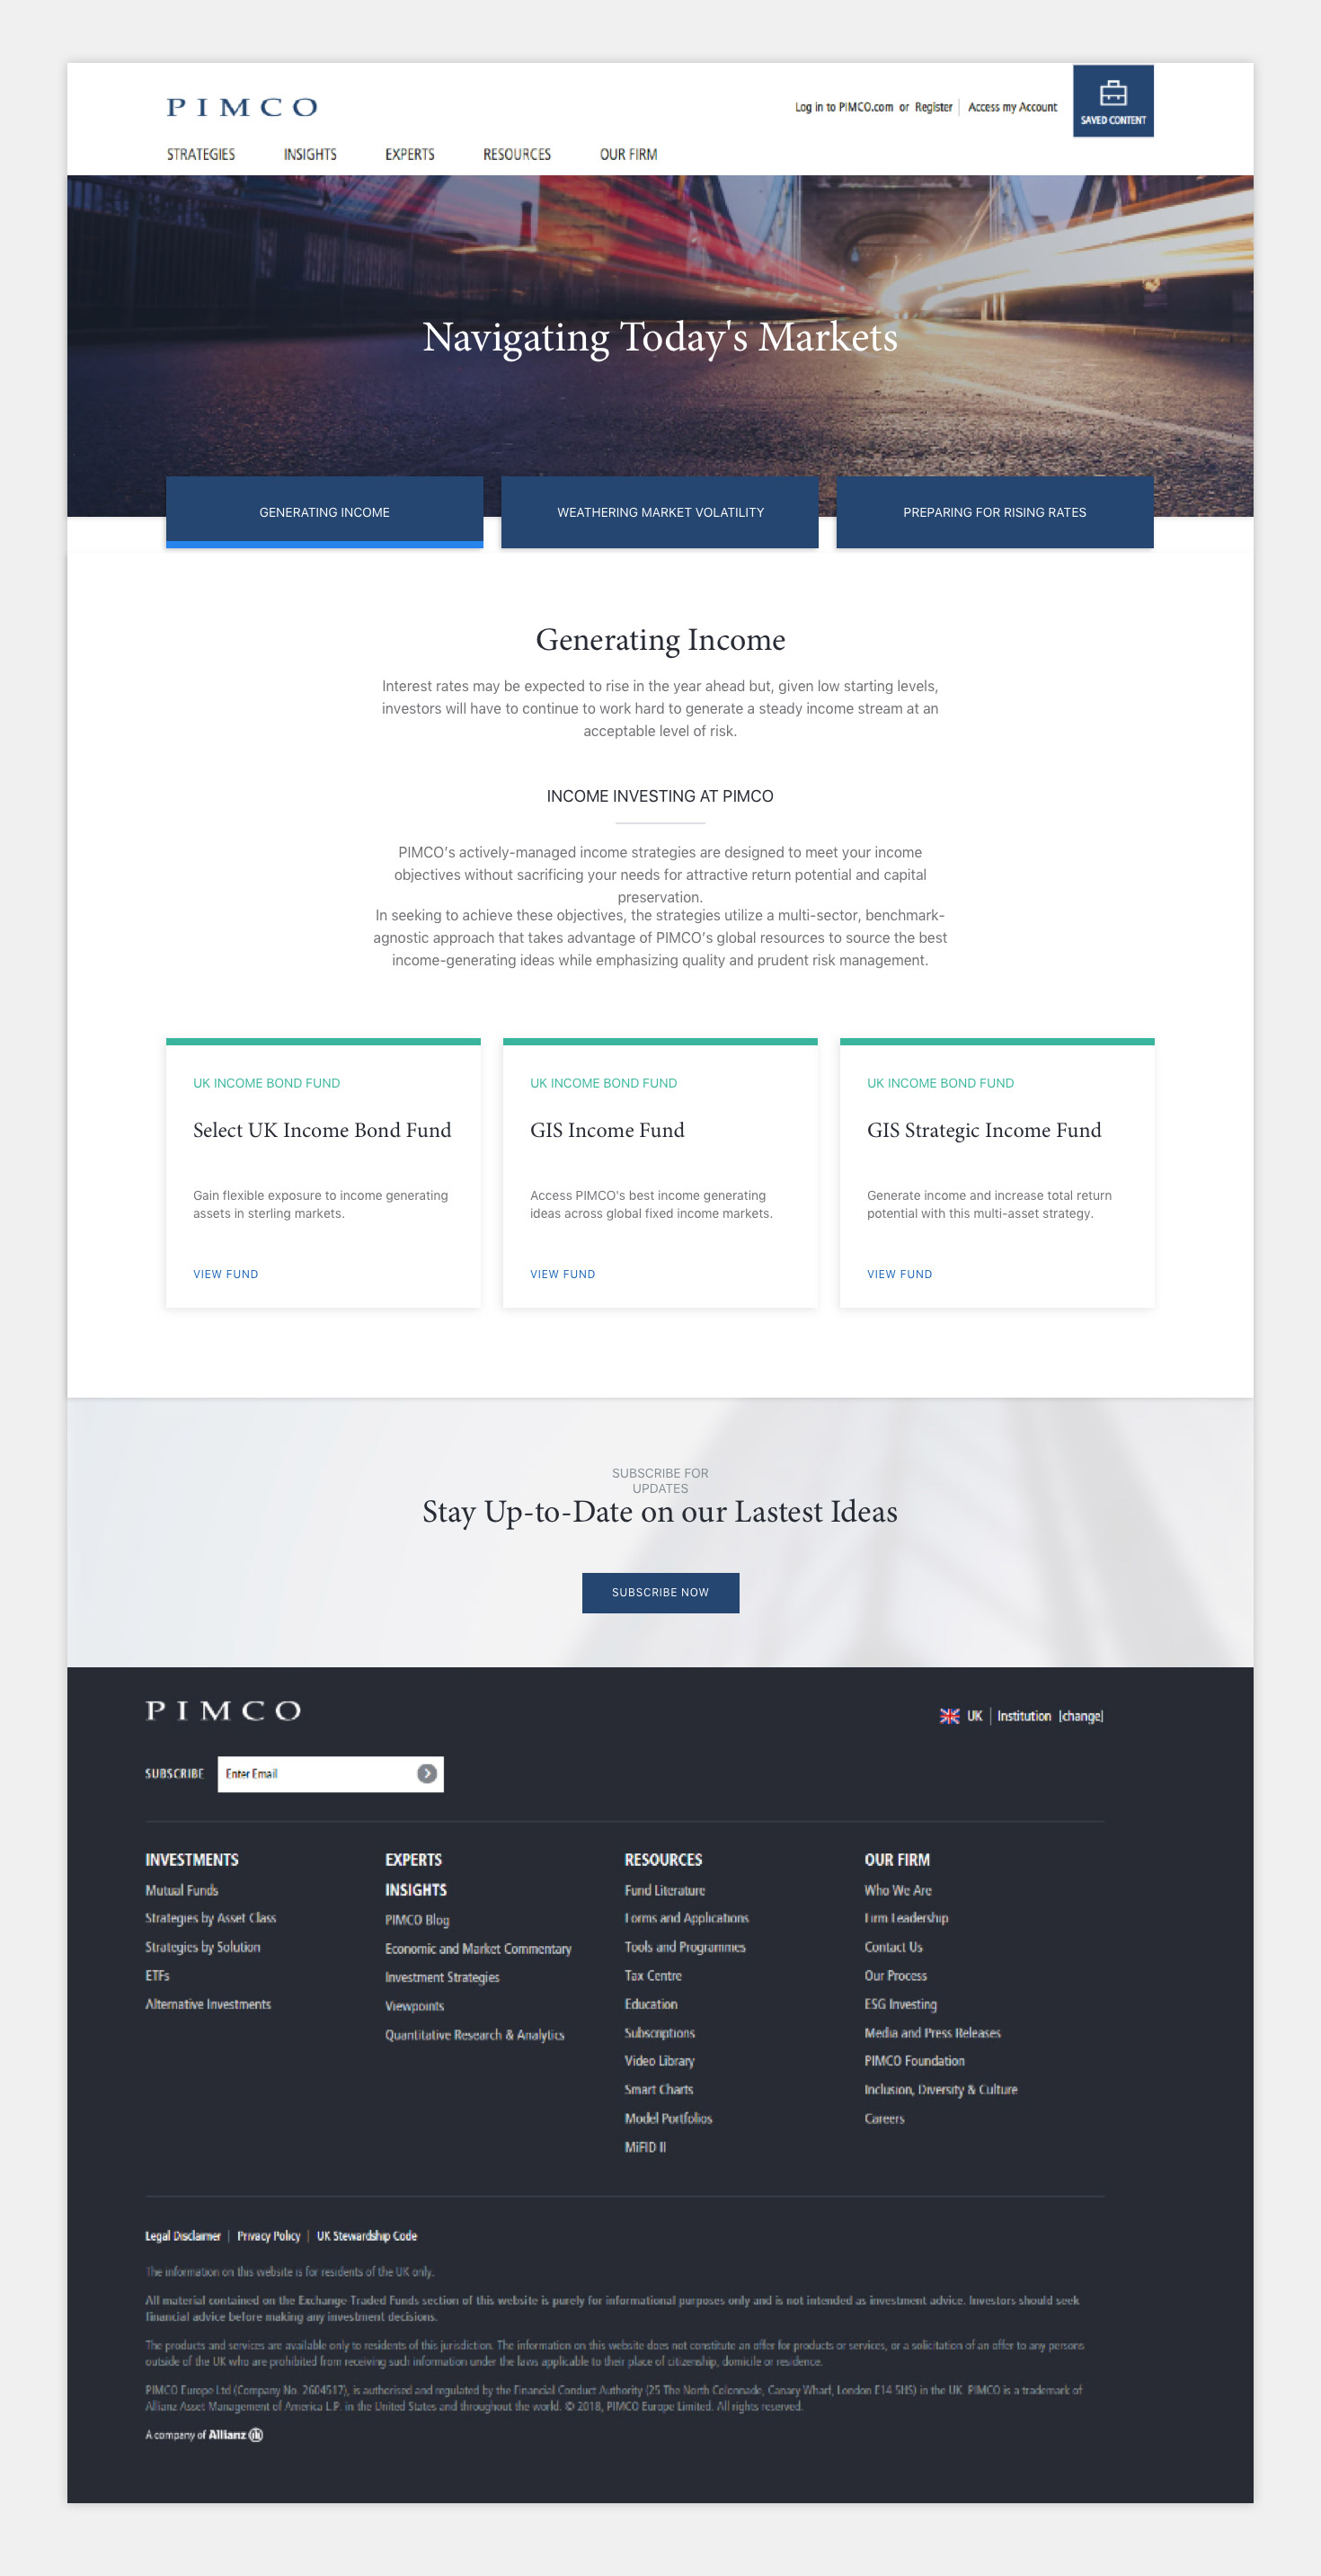 PIMCO
Log in to PIMCO.com or Register | Access my Account
SAVED CONTENT
STRATEGIES INSIGHTS EXPERTS RESOURCES OUR FIRM
Navigating Today's Markets
GENERATING INCOME
WEATHERING MARKET VOLATILITY
PREPARING FOR RISING RATES
Generating Income
Interest rates may be expected to rise in the year ahead but, given low starting levels,
investors will have to continue to work hard to generate a steady income stream at an
acceptable level of risk.
INCOME INVESTING AT PIMCO
PIMCO's actively-managed income strategies are designed to meet your income
objectives without sacrificing your needs for attractive return potential and capital
preservation.
In seeking to achieve these objectives, the strategies utilize a multi-sector, benchmark-
agnostic approach that takes advantage of PIMCO's global resources to source the best
income-generating ideas while emphasizing quality and prudent risk management.
UK INCOME BOND FUND
Select UK Income Bond Fund
Gain flexible exposure to income generating
assets in sterling markets.
VIEW FUND
UK INCOME BOND FUND
GIS Income Fund
Access PIMCO's best income generating
ideas across global fixed income markets.
VIEW FUND
UK INCOME BOND FUND
GIS Strategic Income Fund
Generate income and increase total return
potential with this multi-asset strategy.
VIEW FUND
SUBSCRIBE FOR
UPDATES
Stay Up-to-Date on our Lastest Ideas
SUBSCRIBE NOW
PIMCO
UK | Institution [change]
SUBSCRIBE Enter Email
INVESTMENTS
Mutual Funds
Strategies by Asset Class
Strategies by Solution
ETFs
Alternative Investments
EXPERTS
INSIGHTS
PIMCO Blog
Economic and Market Commentary
Investment Strategies
Viewpoints
Quantitative Research & Analytics
RESOURCES
Fund Literature
Forms and Applications
Tools and Programmes
Tax Centre
Education
Subscriptions
Video Library
Smart Charts
Model Portfolios
MiFID II
OUR FIRM
Who We Are
Firm Leadership
Contact Us
Our Process
ESG Investing
Media and Press Releases
PIMCO Foundation
Inclusion, Diversity & Culture
Careers
Legal Disclaimer | Privacy Policy | UK Stewardship Code
The information on this website is for residents of the UK only.
All material contained on the Exchange Traded Funds section of this website is purely for informational purposes only and is not intended as investment advice. Investors should seek
financial advice before making any investment decisions.
The products and services are available only to residents of this jurisdiction. The information on this website does not constitute an offer for products or services, or a solicitation of an offer to any persons
outside of the UK who are prohibited from receiving such information under the laws applicable to their place of citizenship, domicile or residence.
PIMCO Europe Ltd (Company No. 2604517), is authorised and regulated by the Financial Conduct Authority (25 The North Colonnade, Canary Wharf, London E14 5HS) in the UK. PIMCO is a trademark of
Allianz Asset Management of America L.P. in the United States and throughout the world. © 2018, PIMCO Europe Limited. All rights reserved.
A company of Allianz